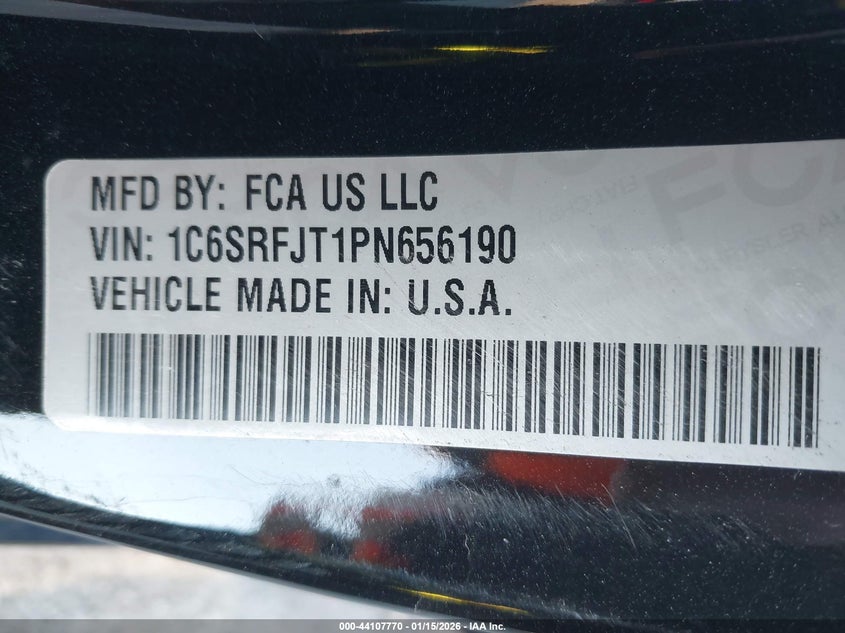 MFD BY: FCA US LLC
VIN: 1C6SRFJT1PN656190
VEHICLE MADE IN: U.S.A.
000-44107770 - 01/15/2026 - IAA Inc.